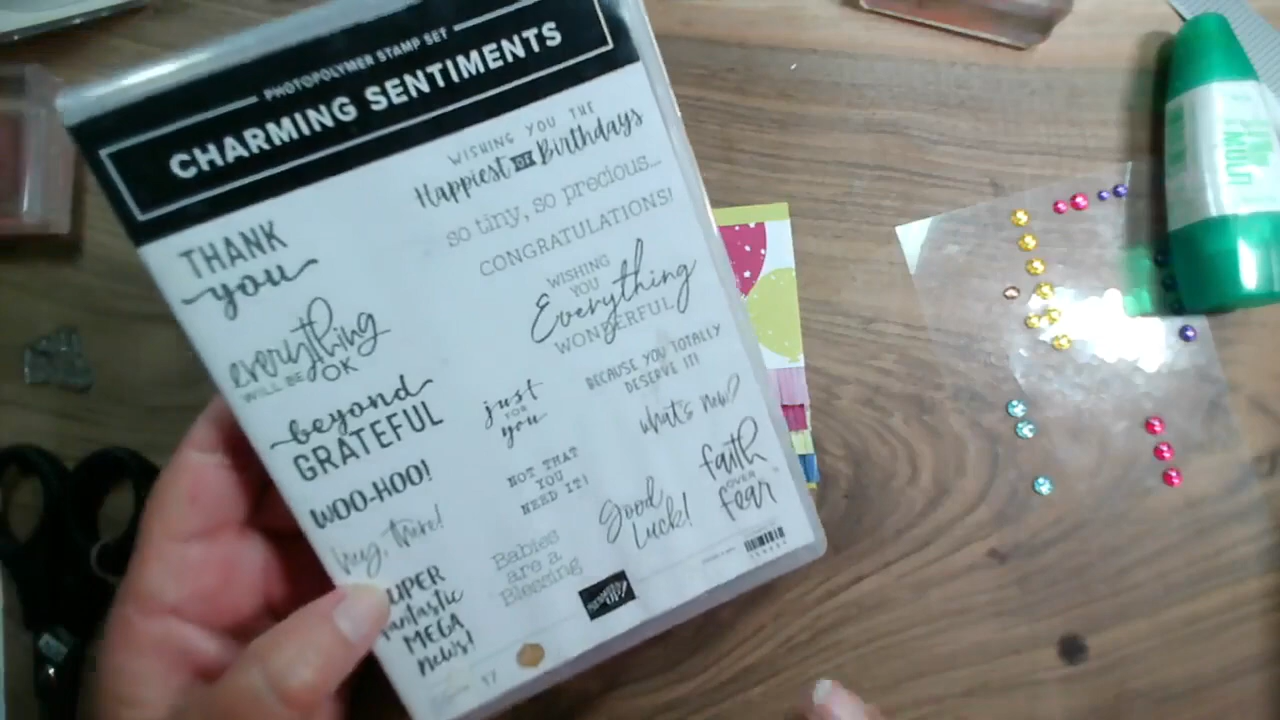 PHOTOPOLYMER STAMP SET
CHARMING SENTIMENTS
WISHING YOU THE
Happiest OF Birthdays
so tiny, so precious...
CONGRATULATIONS!
THANK
you
WISHING
YOU
Everything
WONDERFUL
everything
WILL BE OK
BECAUSE YOU TOTALLY
DESERVE IT!
beyond
GRATEFUL
just
FOR
you
what's new?
WOO-HOO!
NOT THAT
YOU
NEED IT!
faith
OVER
fear
Good
Luck!
hey, there!
Babies
are a
Blessing
fantastic
MEGA
news!
STAMPIN' UP!
17